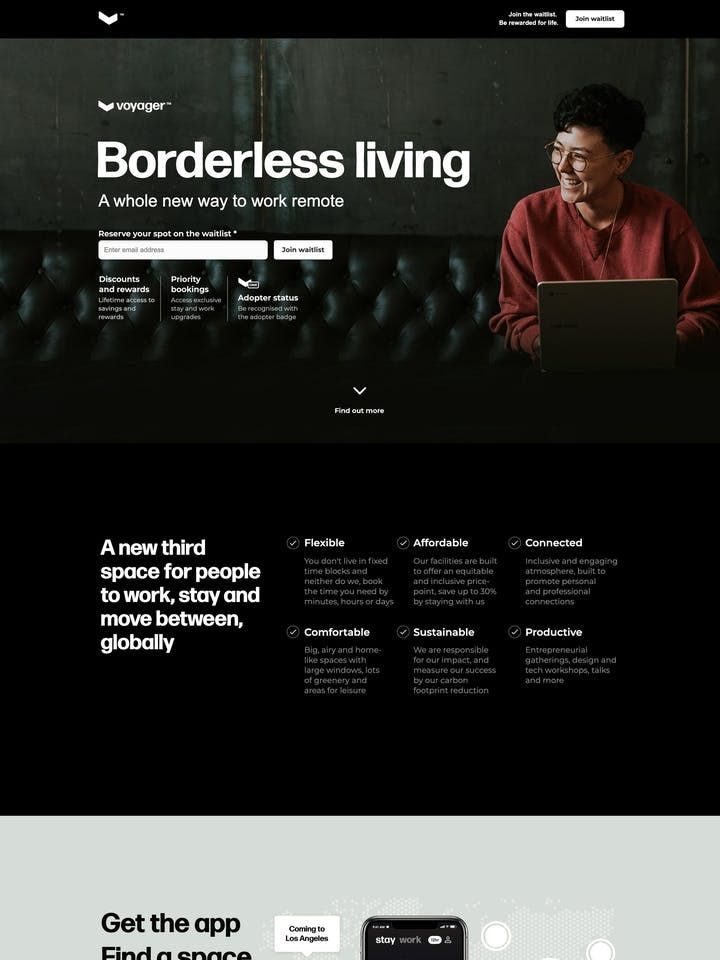 ™
Join the waitlist.
Be rewarded for life.
Join waitlist
voyager™
Borderless living
A whole new way to work remote
Reserve your spot on the waitlist *
Enter email address
Join waitlist
Discounts
and rewards
Lifetime access to
savings and
rewards
Priority
bookings
Access exclusive
stay and work
upgrades
Adopter status
Be recognised with
the adopter badge
Find out more
A new third
space for people
to work, stay and
move between,
globally
Flexible
You don't live in fixed
time blocks and
neither do we, book
the time you need by
minutes, hours or days
Affordable
Our facilities are built
to offer an equitable
and inclusive price-
point, save up to 30%
by staying with us
Connected
Inclusive and engaging
atmosphere, built to
promote personal
and professional
connections
Comfortable
Big, airy and home-
like spaces with
large windows, lots
of greenery and
areas for leisure
Sustainable
We are responsible
for our impact, and
measure our success
by our carbon
footprint reduction
Productive
Entrepreneurial
gatherings, design and
tech workshops, talks
and more
Get the app
Find a space
Coming to
Los Angeles
stay work